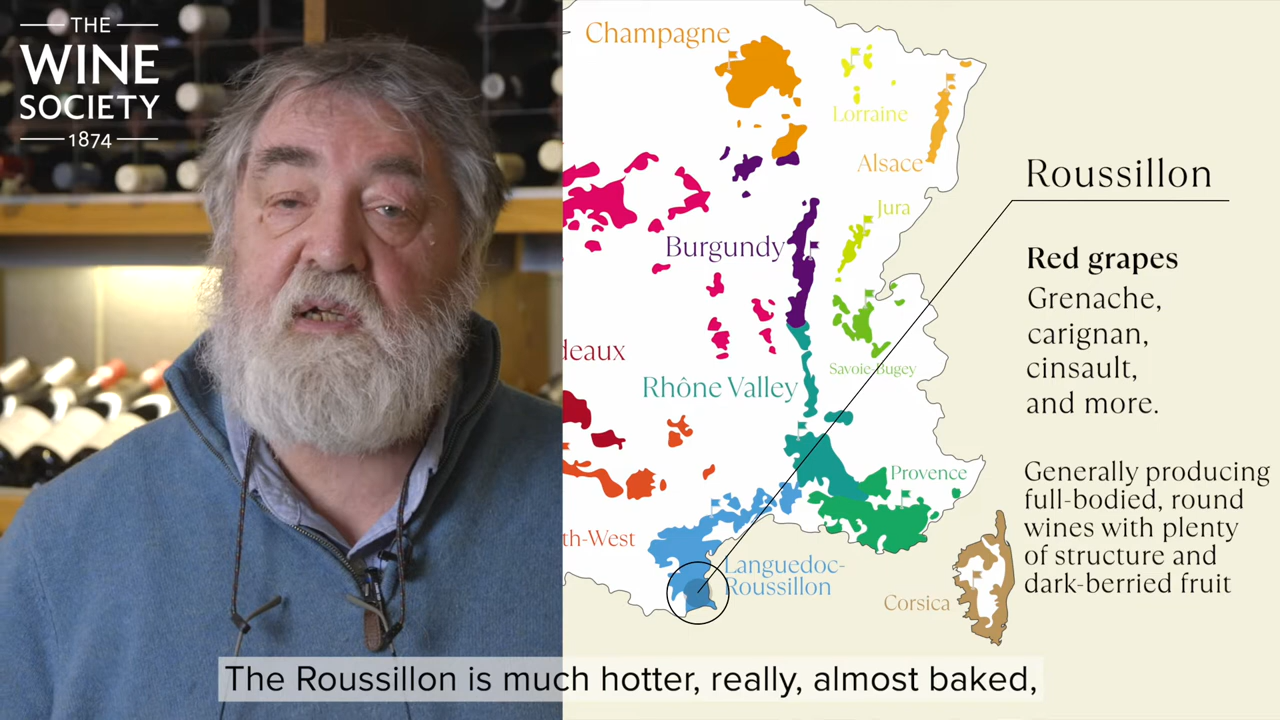 THE
WINE
SOCIETY
1874
Champagne
Lorraine
Alsace
Jura
Burgundy
deaux
Rhône Valley
Savoie-Bugey
Provence
th-West
Languedoc-
Roussillon
Corsica
Roussillon
Red grapes
Grenache,
carignan,
cinsault,
and more.
Generally producing
full-bodied, round
wines with plenty
of structure and
dark-berried fruit
The Roussillon is much hotter, really, almost baked,